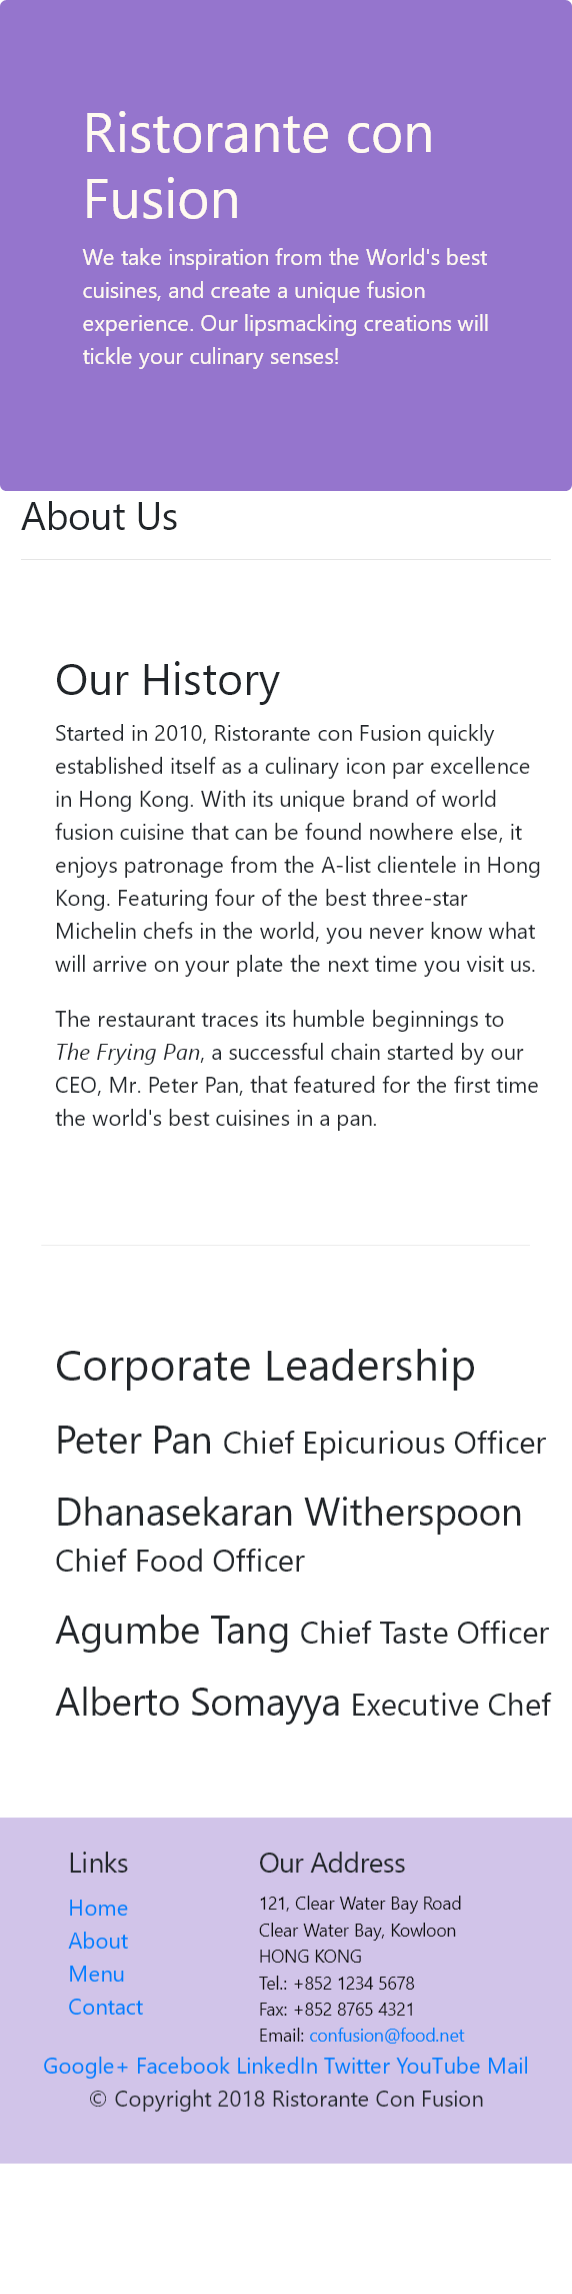 Ristorante con
Fusion
We take inspiration from the World's best
cuisines, and create a unique fusion
experience. Our lipsmacking creations will
tickle your culinary senses!
About Us
Our History
Started in 2010, Ristorante con Fusion quickly
established itself as a culinary icon par excellence
in Hong Kong. With its unique brand of world
fusion cuisine that can be found nowhere else, it
enjoys patronage from the A-list clientele in Hong
Kong. Featuring four of the best three-star
Michelin chefs in the world, you never know what
will arrive on your plate the next time you visit us.
The restaurant traces its humble beginnings to
The Frying Pan, a successful chain started by our
CEO, Mr. Peter Pan, that featured for the first time
the world's best cuisines in a pan.
Corporate Leadership
Peter Pan Chief Epicurious Officer
Dhanasekaran Witherspoon
Chief Food Officer
Agumbe Tang Chief Taste Officer
Alberto Somayya Executive Chef
Links
Home
About
Menu
Contact
Our Address
121, Clear Water Bay Road
Clear Water Bay, Kowloon
HONG KONG
Tel.: +852 1234 5678
Fax: +852 8765 4321
Email: confusion@food.net
Google+ Facebook LinkedIn Twitter YouTube Mail
© Copyright 2018 Ristorante Con Fusion